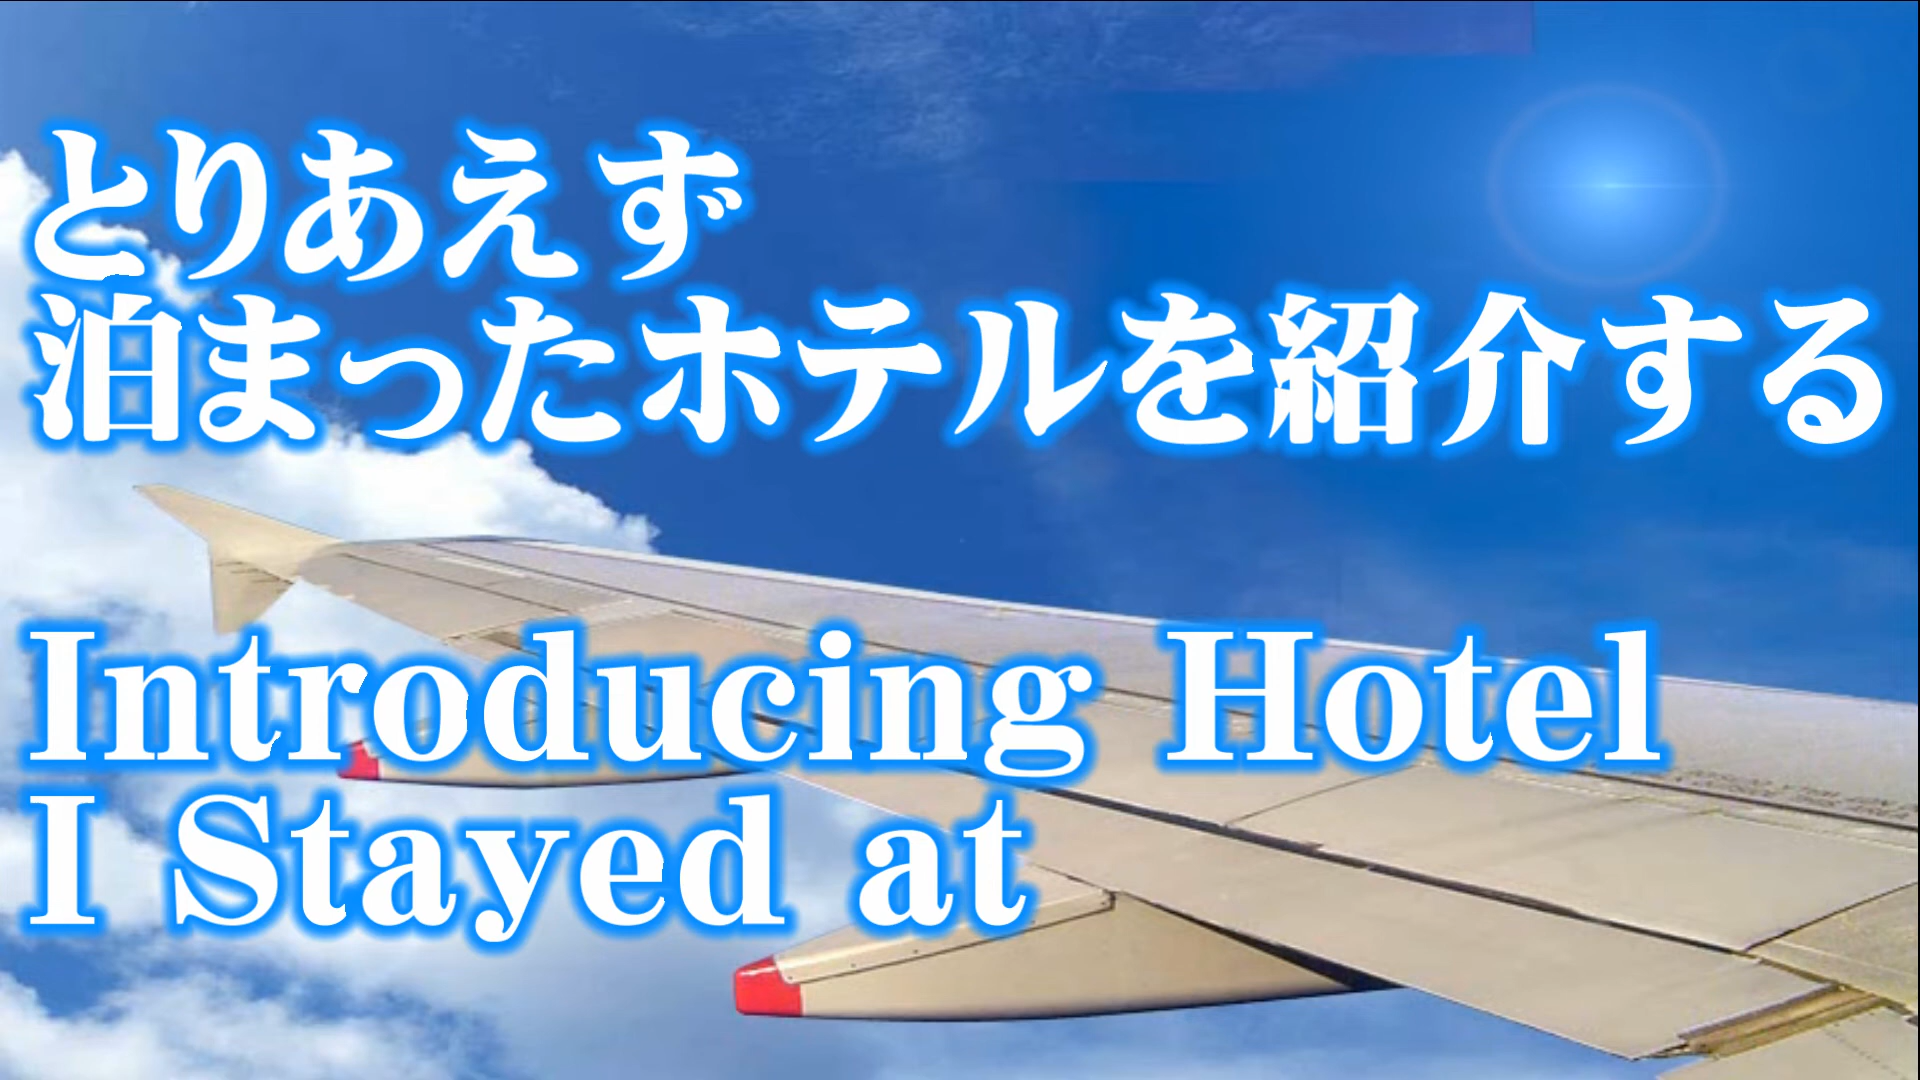 とりあえず
泊まったホテルを紹介する
Introducing Hotel
I Stayed at